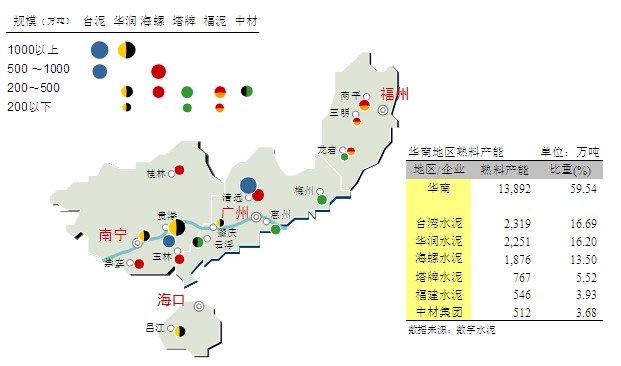 规模（万吨） 台泥 华润 海螺 塔牌 福泥 中材
1000以上
500～1000
200～500
200以下
福州
南平
三明
龙岩
桂林
梅州
清远
广州
惠州
贵港
肇庆
云浮
南宁
玉林
崇左
海口
昌江
华南地区熟料产能 单位：万吨
地区/企业 熟料产能 比重(%)
华南 13,892 59.54
台湾水泥 2,319 16.69
华润水泥 2,251 16.20
海螺水泥 1,876 13.50
塔牌水泥 767 5.52
福建水泥 546 3.93
中材集团 512 3.68
数据来源：数字水泥